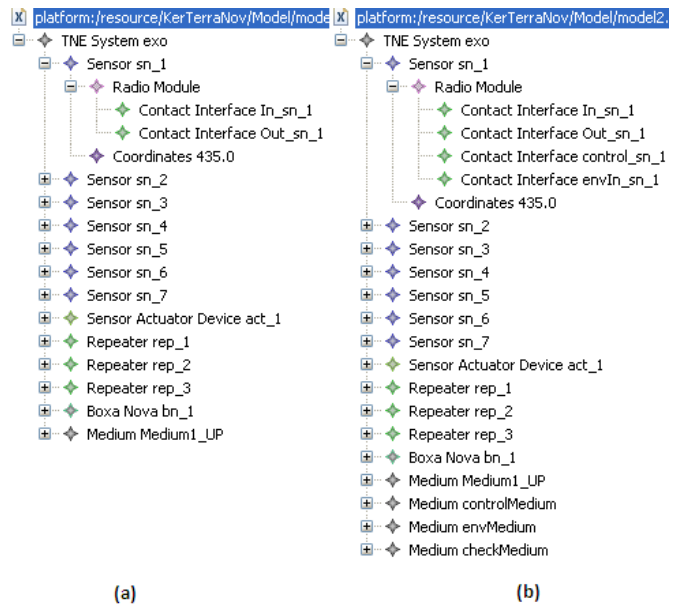 platform:/resource/KerTerraNov/Model/mode
TNE System exo
Sensor sn_1
Radio Module
Contact Interface In_sn_1
Contact Interface Out_sn_1
Coordinates 435.0
Sensor sn_2
Sensor sn_3
Sensor sn_4
Sensor sn_5
Sensor sn_6
Sensor sn_7
Sensor Actuator Device act_1
Repeater rep_1
Repeater rep_2
Repeater rep_3
Boxa Nova bn_1
Medium Medium1_UP
(a)
platform:/resource/KerTerraNov/Model/model2.
TNE System exo
Sensor sn_1
Radio Module
Contact Interface In_sn_1
Contact Interface Out_sn_1
Contact Interface control_sn_1
Contact Interface envIn_sn_1
Coordinates 435.0
Sensor sn_2
Sensor sn_3
Sensor sn_4
Sensor sn_5
Sensor sn_6
Sensor sn_7
Sensor Actuator Device act_1
Repeater rep_1
Repeater rep_2
Repeater rep_3
Boxa Nova bn_1
Medium Medium1_UP
Medium controlMedium
Medium envMedium
Medium checkMedium
(b)